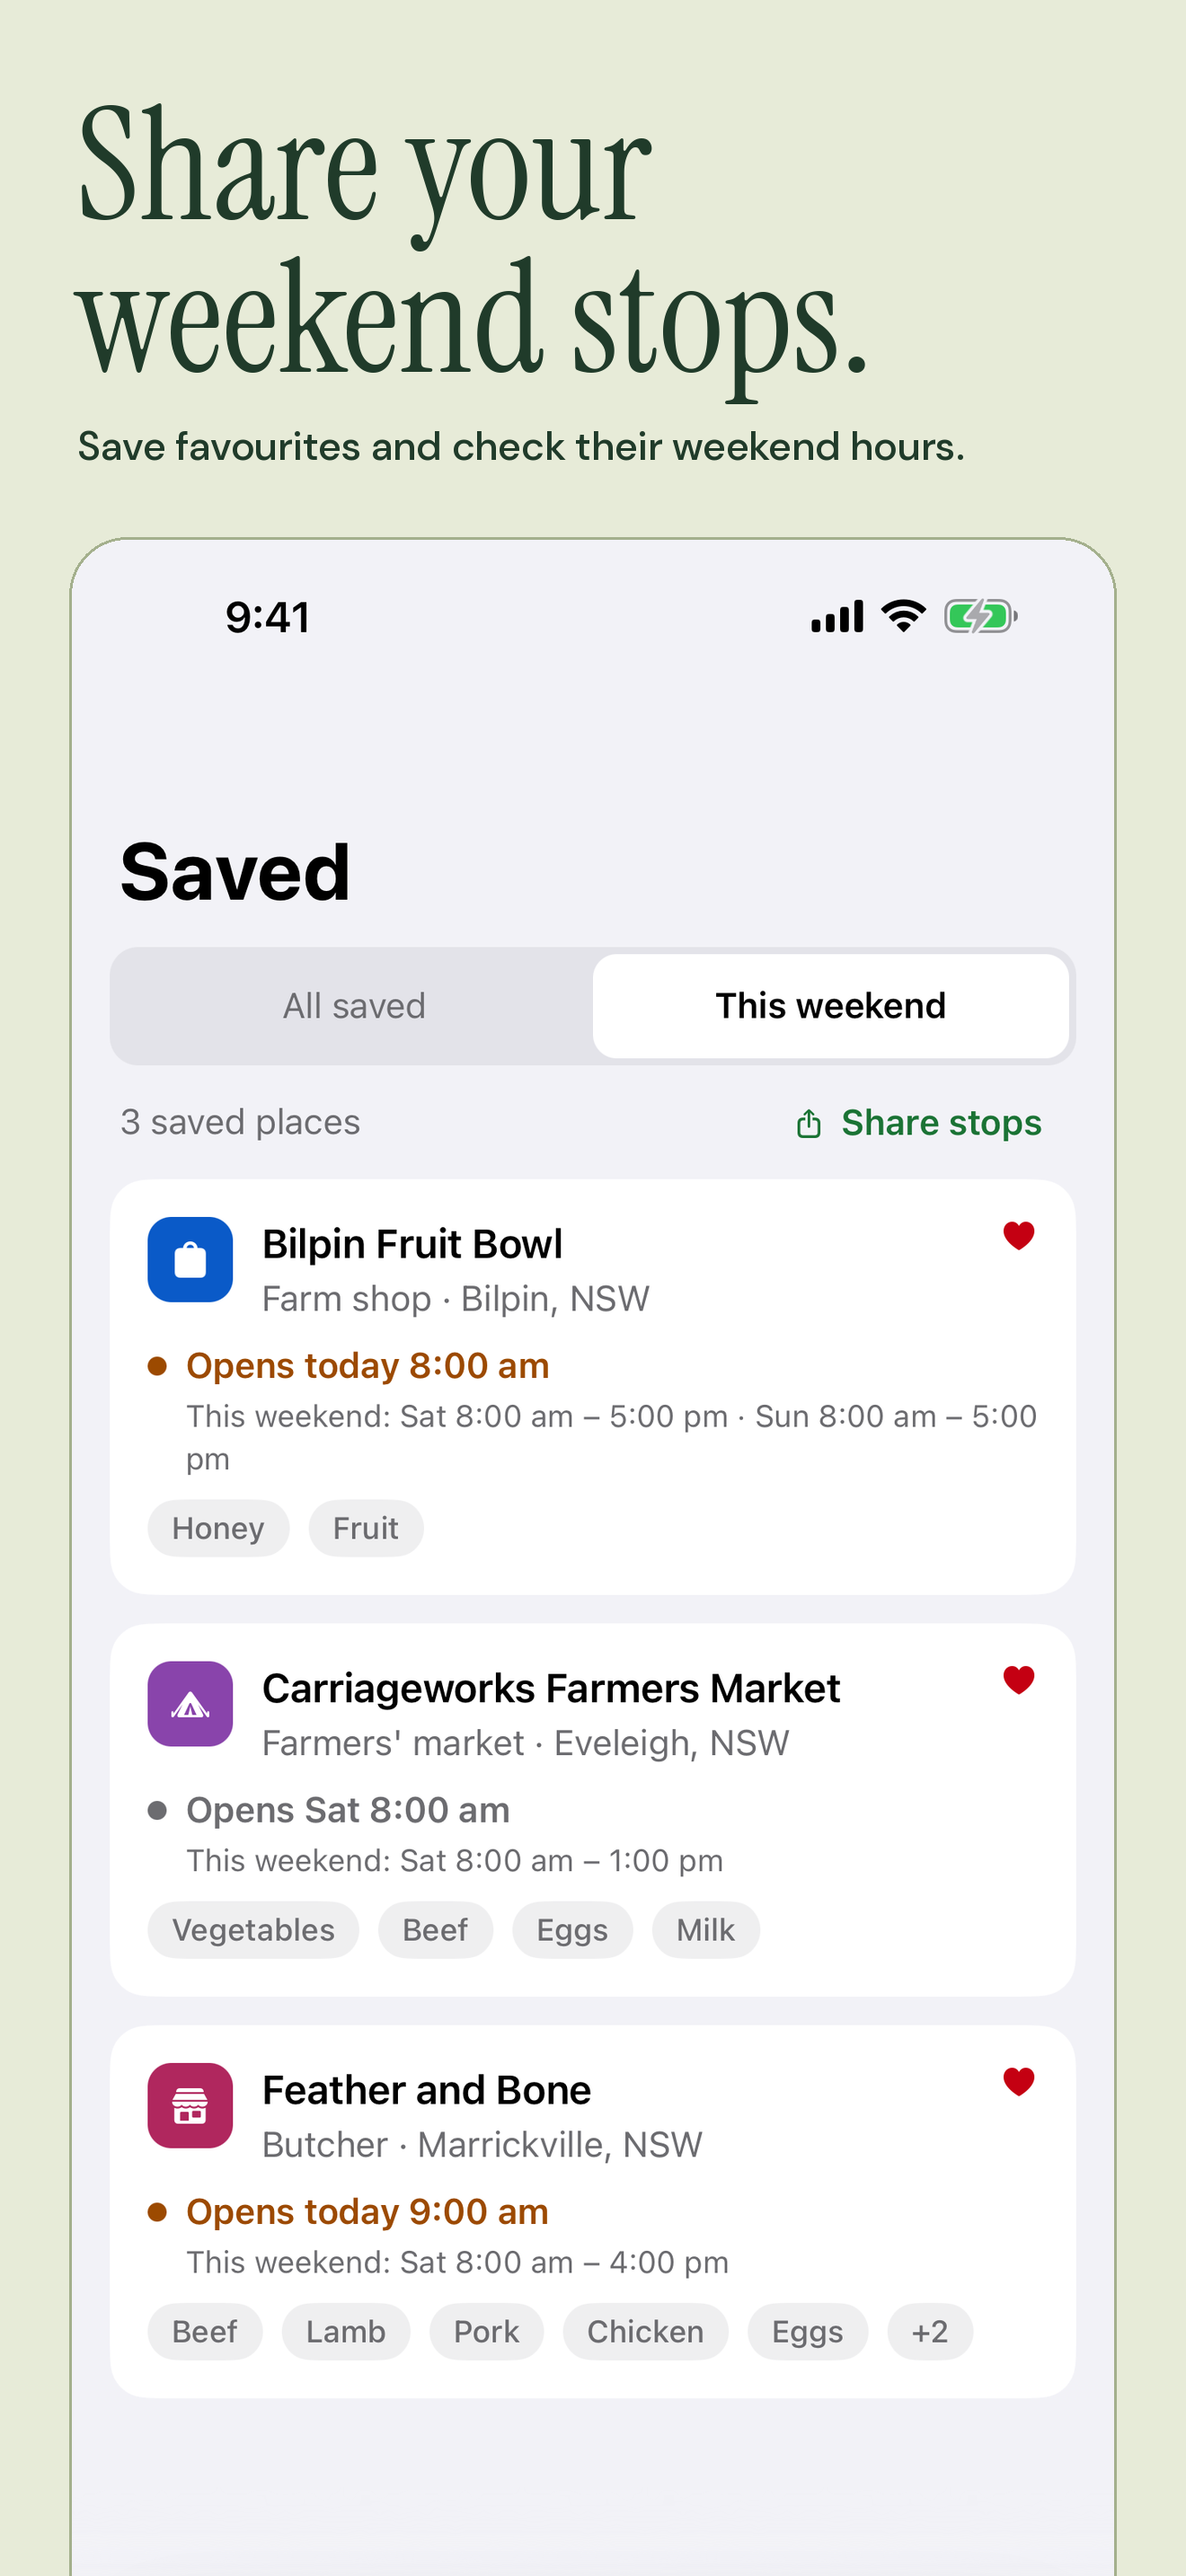 Share your
weekend stops.
Save favourites and check their weekend hours.
9:41
Saved
All saved
This weekend
3 saved places
Share stops
Bilpin Fruit Bowl
Farm shop · Bilpin, NSW
Opens today 8:00 am
This weekend: Sat 8:00 am – 5:00 pm · Sun 8:00 am – 5:00
pm
Honey
Fruit
Carriageworks Farmers Market
Farmers' market · Eveleigh, NSW
Opens Sat 8:00 am
This weekend: Sat 8:00 am – 1:00 pm
Vegetables
Beef
Eggs
Milk
Feather and Bone
Butcher · Marrickville, NSW
Opens today 9:00 am
This weekend: Sat 8:00 am – 4:00 pm
Beef
Lamb
Pork
Chicken
Eggs
+2